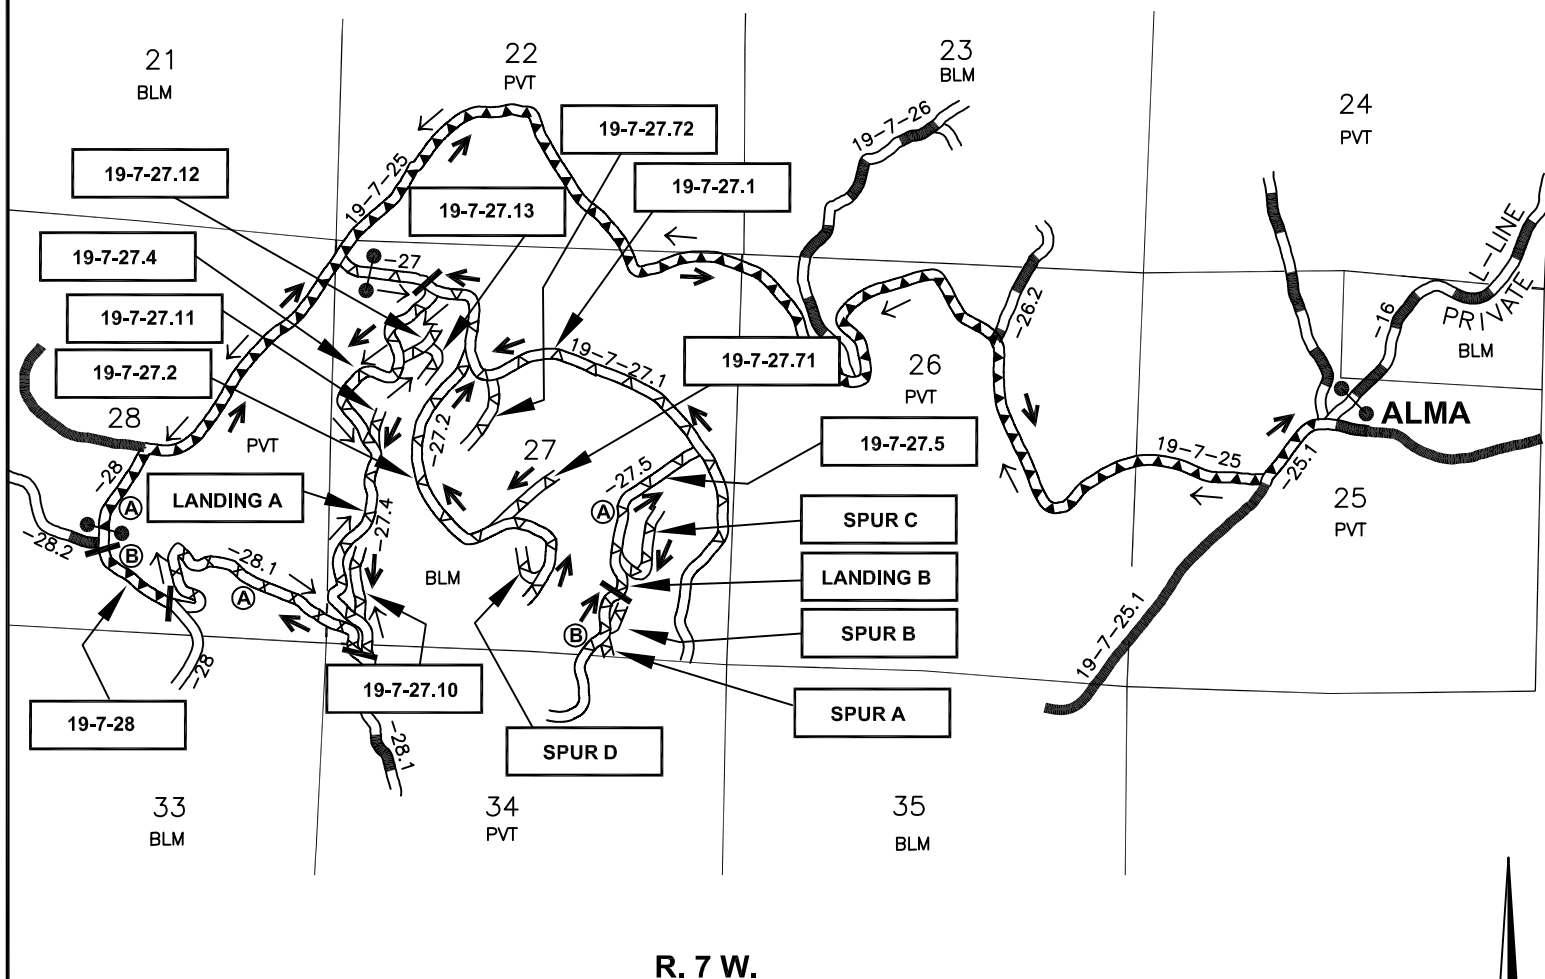 21
BLM
22
PVT
23
BLM
24
PVT
19-7-27.72
19-7-26
19-7-27.12
19-7-25
19-7-27.1
19-7-27.13
L-LINE
PRIVATE
19-7-27.4
-27
-26.2
-16
BLM
19-7-27.11
19-7-27.2
19-7-27.1
19-7-27.71
26
PVT
28
PVT
-27.2
27
ALMA
19-7-27.5
-28
-27.5
19-7-25
-25.1
25
PVT
LANDING A
A
A
SPUR C
-28.2
B
-28.1
A
-27.4
BLM
LANDING B
B
SPUR B
19-7-25.1
-28
19-7-27.10
SPUR A
19-7-28
-28.1
SPUR D
33
BLM
34
PVT
35
BLM
R. 7 W.